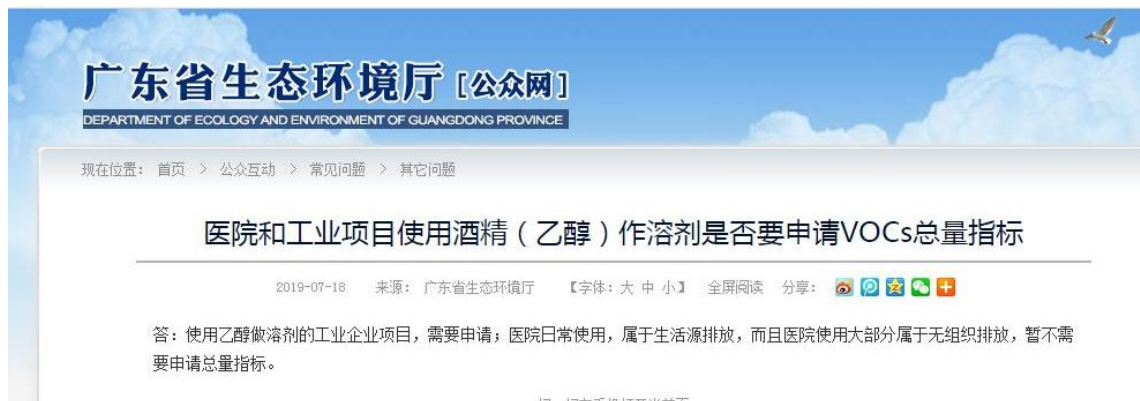 广东省生态环境厅[公众网]
DEPARTMENT OF ECOLOGY AND ENVIRONMENT OF GUANGDONG PROVINCE
现在位置: 首页 > 公众互动 > 常见问题 > 其它问题
医院和工业项目使用酒精（乙醇）作溶剂是否要申请VOCs总量指标
2019-07-18 来源: 广东省生态环境厅 【字体: 大 中 小】 全屏阅读 分享:
答：使用乙醇做溶剂的工业企业项目，需要申请；医院日常使用，属于生活源排放，而且医院使用大部分属于无组织排放，暂不需
要申请总量指标。